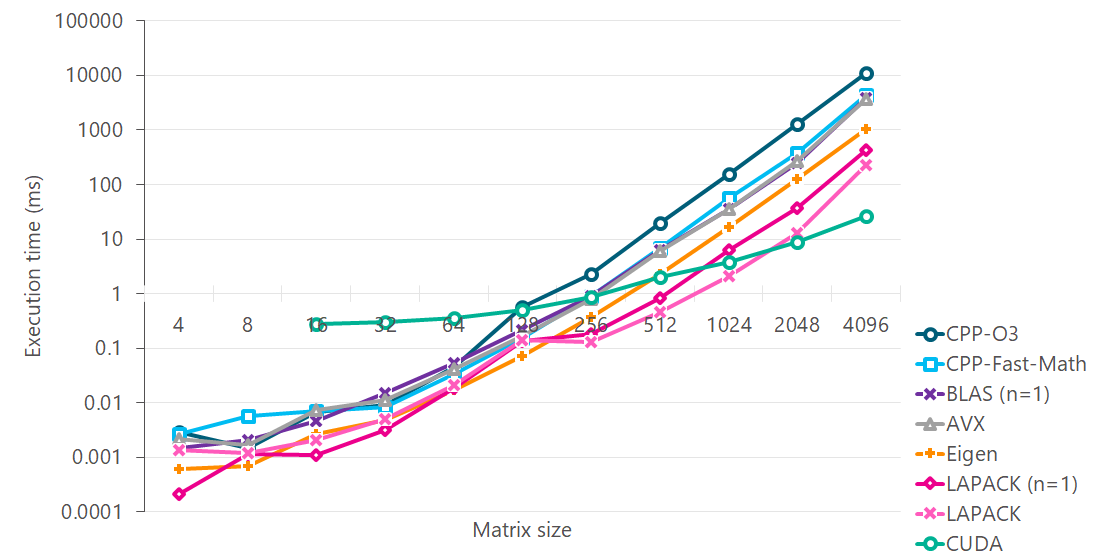 100000
10000
1000
100
10
1
0.1
0.01
0.001
0.0001
Execution time (ms)
4 8 16 32 64 128 256 512 1024 2048 4096
Matrix size
CPP-O3
CPP-Fast-Math
BLAS (n=1)
AVX
Eigen
LAPACK (n=1)
LAPACK
CUDA